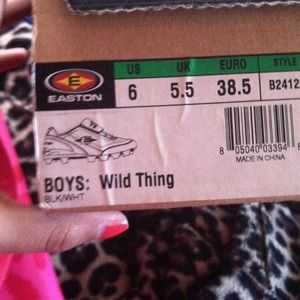 US UK EURO STYLE
EASTON 6 5.5 38.5 B2412
8 05040 03394
MADE IN CHINA
BOYS: Wild Thing
BLK/WHT